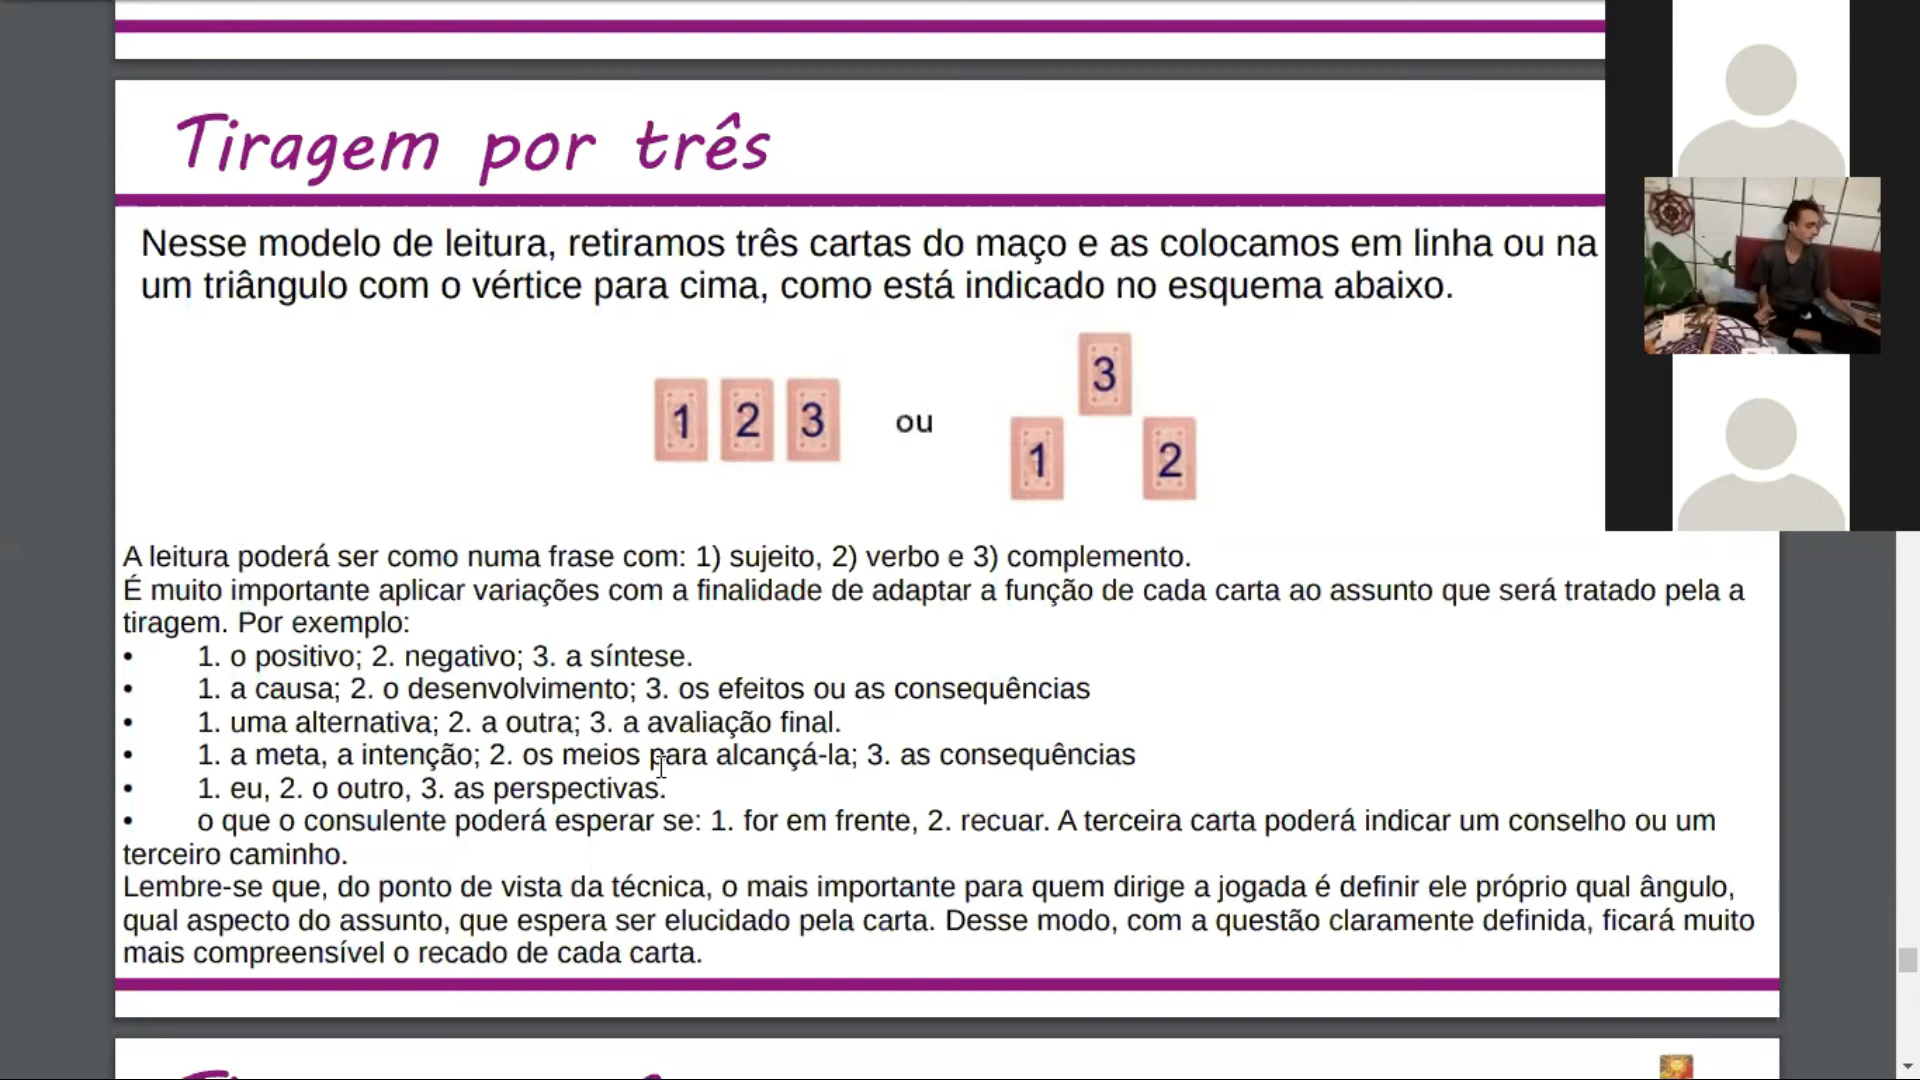 Tiragem por três
Nesse modelo de leitura, retiramos três cartas do maço e as colocamos em linha ou na
um triângulo com o vértice para cima, como está indicado no esquema abaixo.
1 2 3 ou 1 3 2
A leitura poderá ser como numa frase com: 1) sujeito, 2) verbo e 3) complemento.
É muito importante aplicar variações com a finalidade de adaptar a função de cada carta ao assunto que será tratado pela a
tiragem. Por exemplo:
• 1. o positivo; 2. negativo; 3. a síntese.
• 1. a causa; 2. o desenvolvimento; 3. os efeitos ou as consequências
• 1. uma alternativa; 2. a outra; 3. a avaliação final.
• 1. a meta, a intenção; 2. os meios para alcançá-la; 3. as consequências
• 1. eu, 2. o outro, 3. as perspectivas.
• o que o consulente poderá esperar se: 1. for em frente, 2. recuar. A terceira carta poderá indicar um conselho ou um
terceiro caminho.
Lembre-se que, do ponto de vista da técnica, o mais importante para quem dirige a jogada é definir ele próprio qual ângulo,
qual aspecto do assunto, que espera ser elucidado pela carta. Desse modo, com a questão claramente definida, ficará muito
mais compreensível o recado de cada carta.